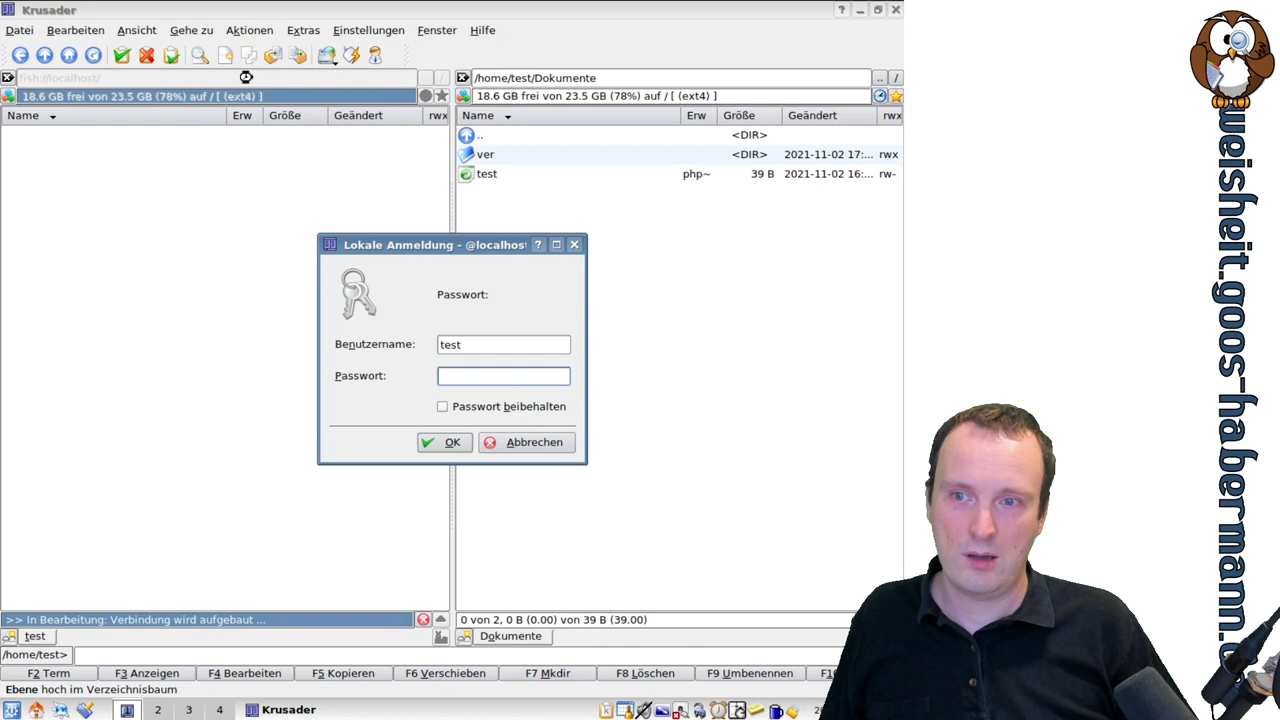 Krusader
Datei Bearbeiten Ansicht Gehe zu Aktionen Extras Einstellungen Fenster Hilfe
fish://localhost/
/home/test/Dokumente .. /
18.6 GB frei von 23.5 GB (78%) auf / [ (ext4) ]
18.6 GB frei von 23.5 GB (78%) auf / [ (ext4) ]
Name Erw Größe Geändert rwx
Name Erw Größe Geändert rwx
.. <DIR>
ver <DIR> 2021-11-02 17:... rwx
test php~ 39 B 2021-11-02 16:... rw-
Lokale Anmeldung - @localhos
Passwort:
Benutzername: test
Passwort:
Passwort beibehalten
OK Abbrechen
>> In Bearbeitung: Verbindung wird aufgebaut ...
0 von 2, 0 B (0.00) von 39 B (39.00)
test
Dokumente
/home/test>
F2 Term F3 Anzeigen F4 Bearbeiten F5 Kopieren F6 Verschieben F7 Mkdir F8 Löschen F9 Umbenennen
Ebene hoch im Verzeichnisbaum
2 3 4 Krusader
weisheit.goos-habermann.